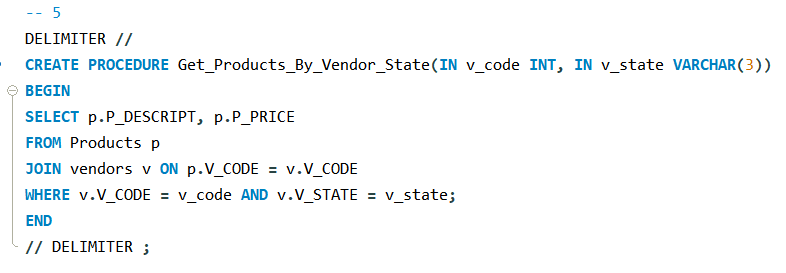 -- 5
DELIMITER //
CREATE PROCEDURE Get_Products_By_Vendor_State(IN v_code INT, IN v_state VARCHAR(3))
BEGIN
SELECT p.P_DESCRIPT, p.P_PRICE
FROM Products p
JOIN vendors v ON p.V_CODE = v.V_CODE
WHERE v.V_CODE = v_code AND v.V_STATE = v_state;
END
// DELIMITER ;